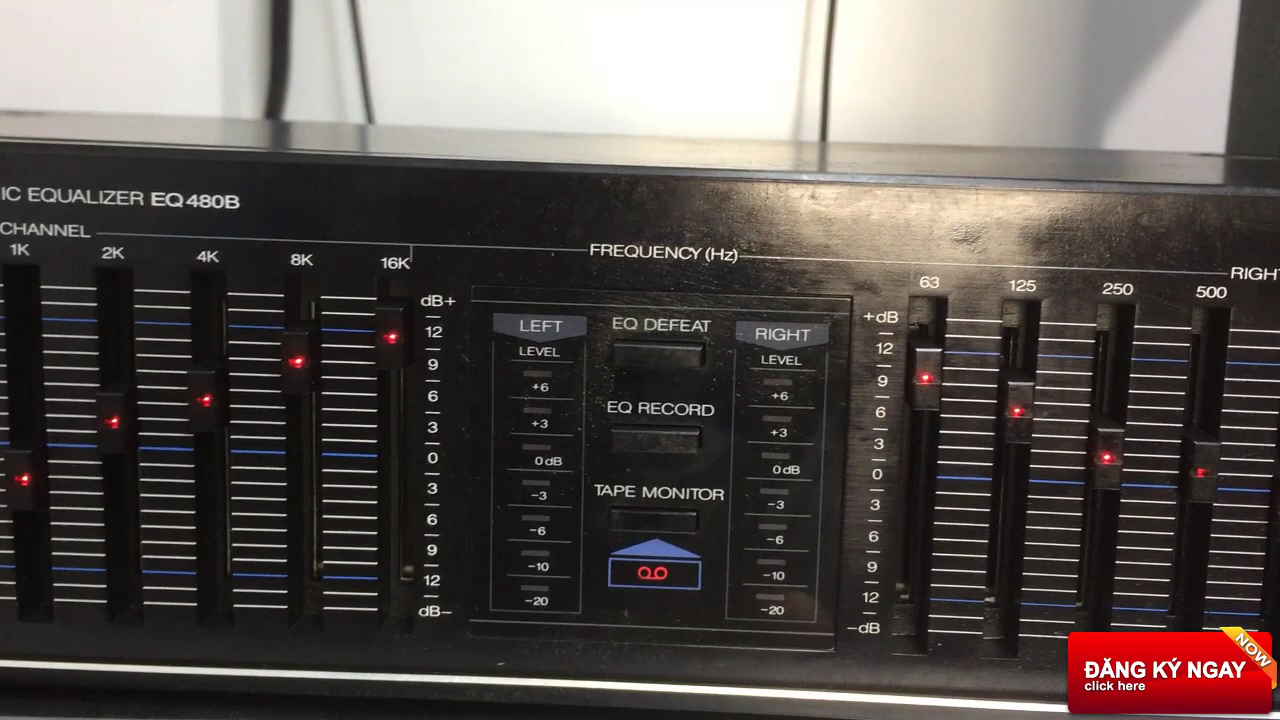 IC EQUALIZER EQ480B
CHANNEL
FREQUENCY (Hz)
RIGHT
1K 2K 4K 8K 16K
63 125 250 500
dB+
12
9
6
3
0
3
6
9
12
dB−
LEFT
LEVEL
+6
+3
0dB
−3
−6
−10
−20
EQ DEFEAT
EQ RECORD
TAPE MONITOR
RIGHT
LEVEL
+6
+3
0dB
−3
−6
−10
−20
+dB
12
9
6
3
0
3
6
9
12
−dB
NOW
ĐĂNG KÝ NGAY
click here